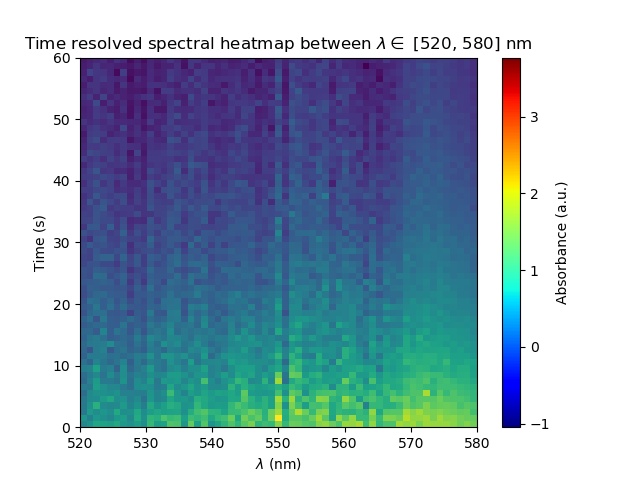 Time resolved spectral heatmap between λ ∈ [520, 580] nm
60
50
40
30
20
10
0
Time (s)
520 530 540 550 560 570 580
λ (nm)
3
2
1
0
−1
Absorbance (a.u.)